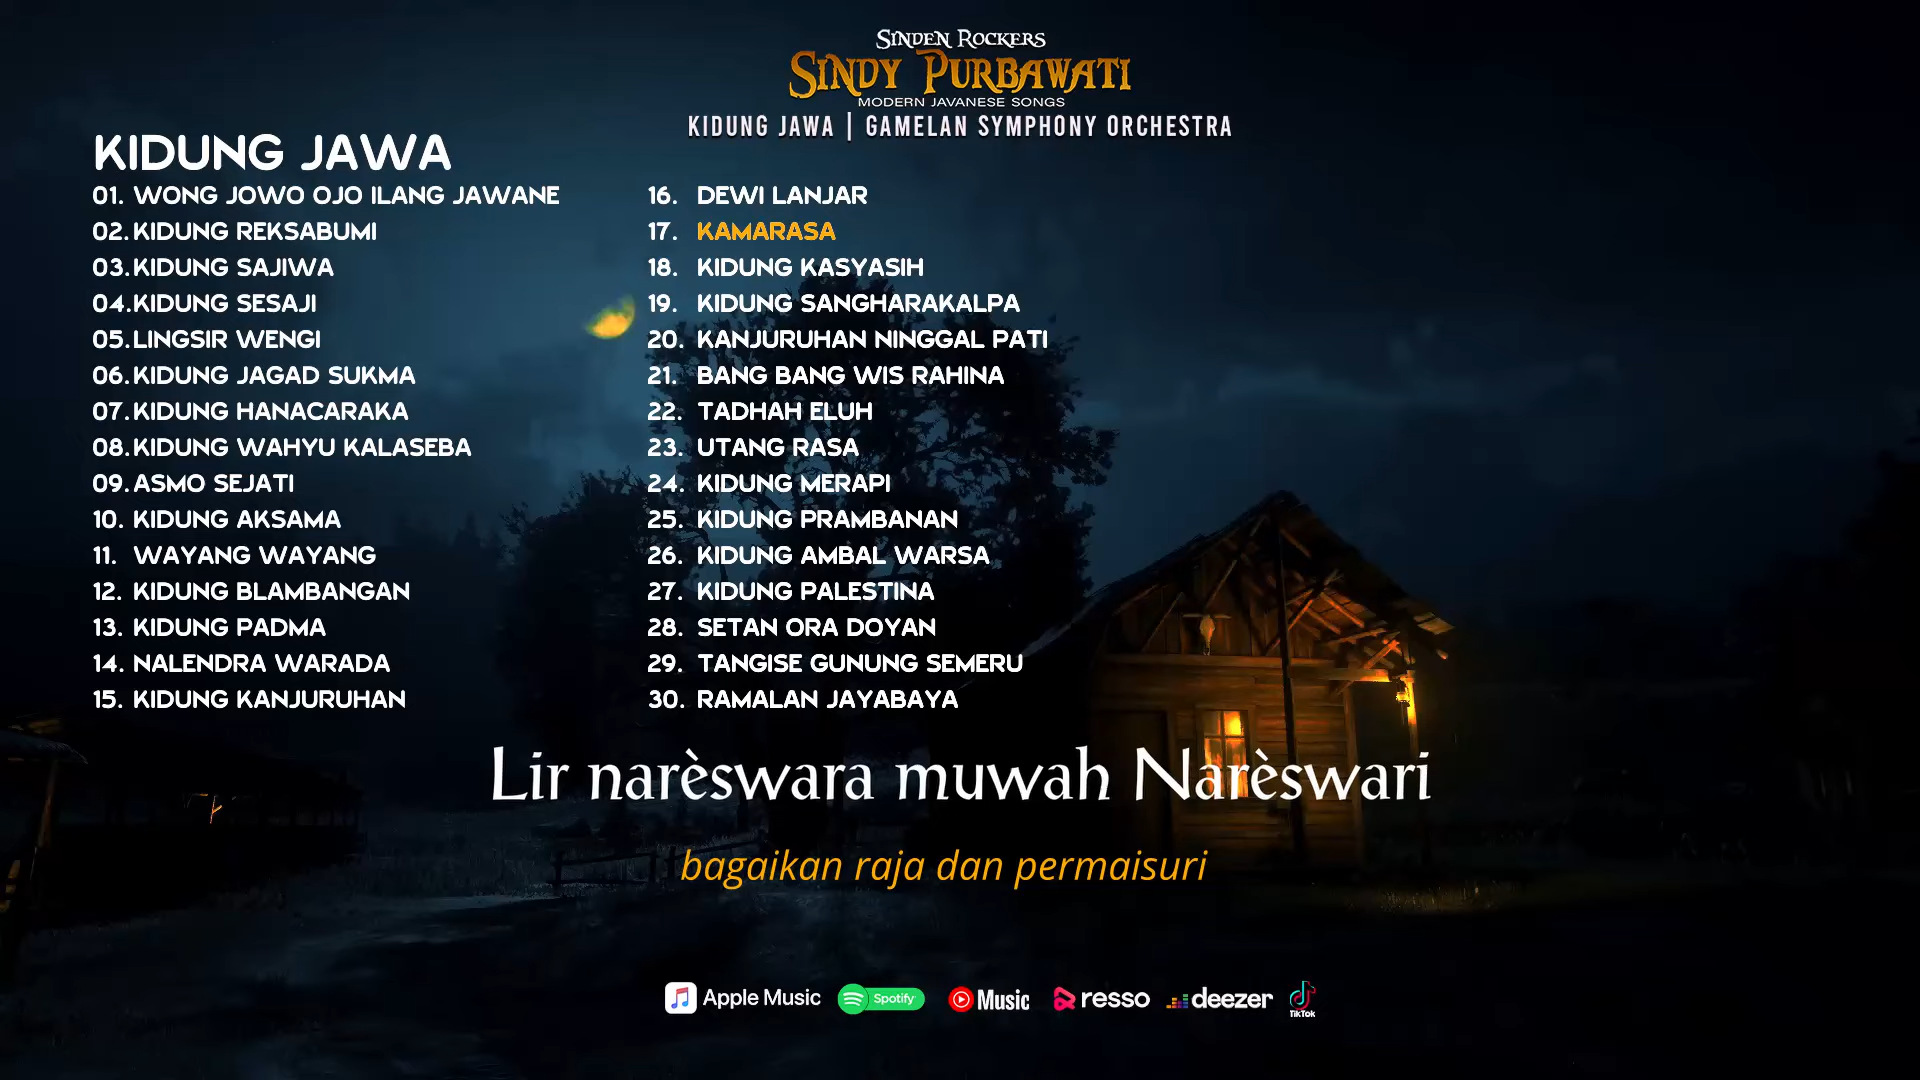 SINDEN ROCKERS
SINDY PURBAWATI
MODERN JAVANESE SONGS
KIDUNG JAWA | GAMELAN SYMPHONY ORCHESTRA
KIDUNG JAWA
01. WONG JOWO OJO ILANG JAWANE
02. KIDUNG REKSABUMI
03. KIDUNG SAJIWA
04. KIDUNG SESAJI
05. LINGSIR WENGI
06. KIDUNG JAGAD SUKMA
07. KIDUNG HANACARAKA
08. KIDUNG WAHYU KALASEBA
09. ASMO SEJATI
10. KIDUNG AKSAMA
11. WAYANG WAYANG
12. KIDUNG BLAMBANGAN
13. KIDUNG PADMA
14. NALENDRA WARADA
15. KIDUNG KANJURUHAN
16. DEWI LANJAR
17. KAMARASA
18. KIDUNG KASYASIH
19. KIDUNG SANGHARAKALPA
20. KANJURUHAN NINGGAL PATI
21. BANG BANG WIS RAHINA
22. TADHAH ELUH
23. UTANG RASA
24. KIDUNG MERAPI
25. KIDUNG PRAMBANAN
26. KIDUNG AMBAL WARSA
27. KIDUNG PALESTINA
28. SETAN ORA DOYAN
29. TANGISE GUNUNG SEMERU
30. RAMALAN JAYABAYA
Lir narèswara muwah Narèswari
bagaikan raja dan permaisuri
Apple Music Spotify Music resso deezer TikTok